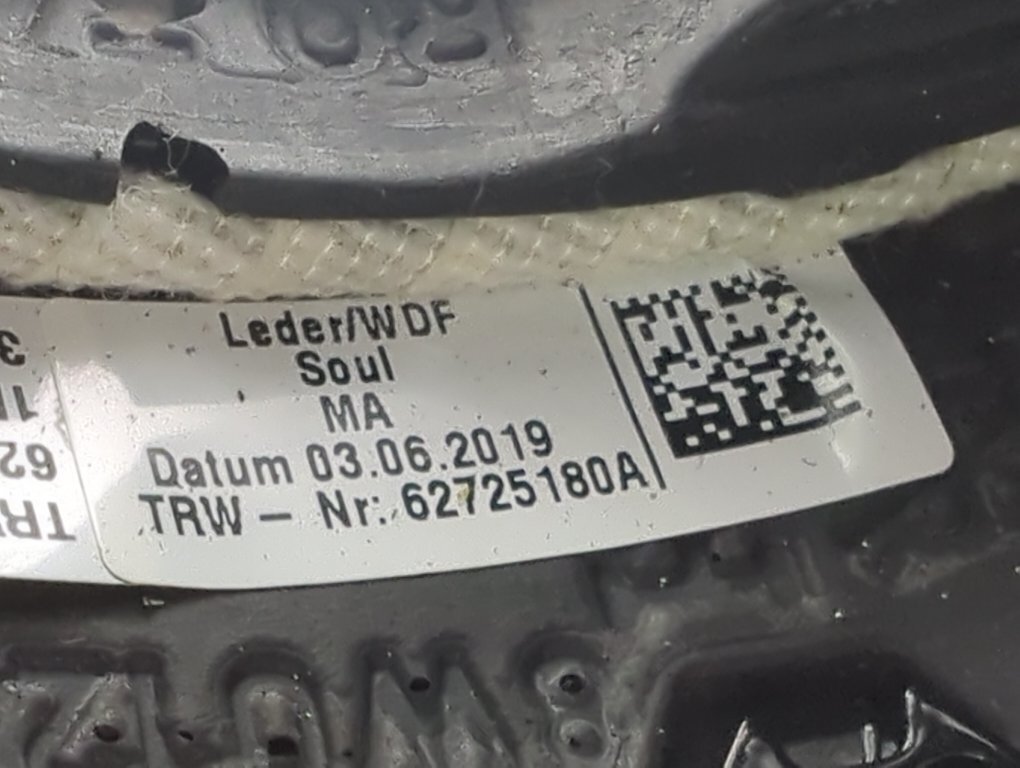 Leder/WDF
Soul
MA
Datum 03.06.2019
TRW - Nr: 62725180A